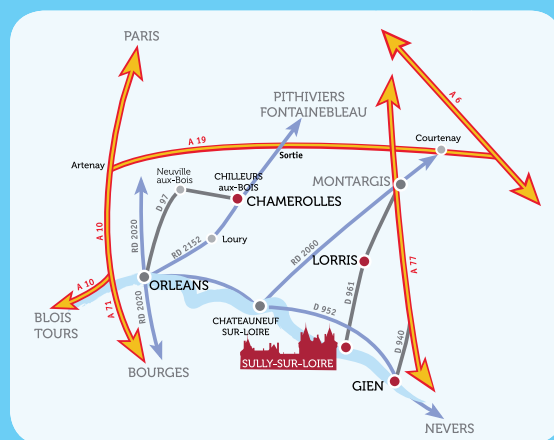 PARIS
A 6
PITHIVIERS
FONTAINEBLEAU
A 19
Courtenay
Sortie
Artenay
Neuville
aux-Bois
CHILLEURS
aux-BOIS
MONTARGIS
CHAMEROLLES
D 97
RD 2020
A 10
RD 2152
Loury
RD 2060
LORRIS
A 77
A 10
ORLEANS
D 961
RD 2020
A 71
BLOIS
TOURS
CHATEAUNEUF
SUR-LOIRE
D 952
D 940
SULLY-SUR-LOIRE
BOURGES
GIEN
NEVERS